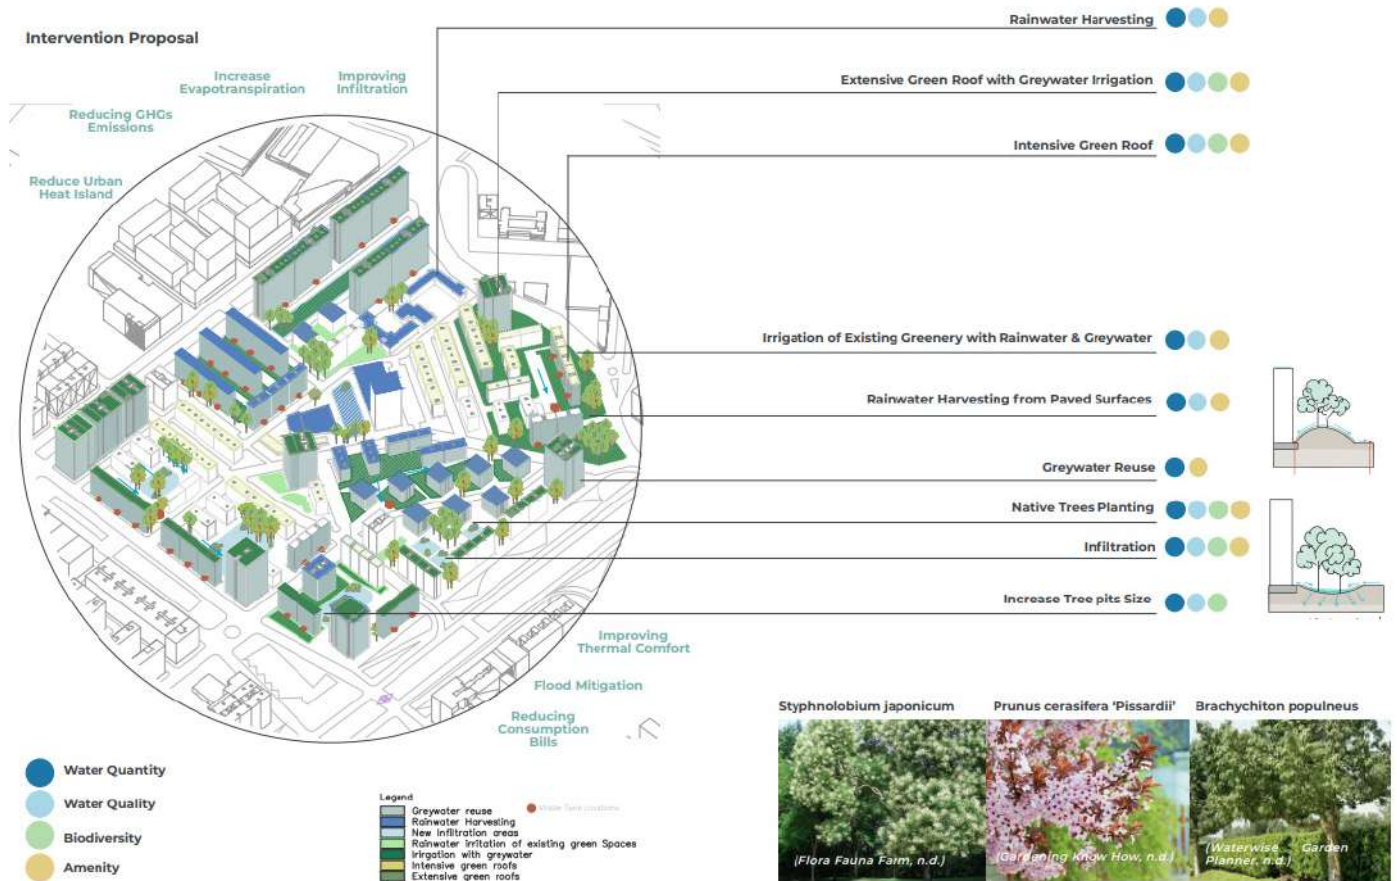 Intervention Proposal
Increase
Evapotranspiration
Improving
Infiltration
Reducing GHGs
Emissions
Reduce Urban
Heat Island
Rainwater Harvesting
Extensive Green Roof with Greywater Irrigation
Intensive Green Roof
Irrigation of Existing Greenery with Rainwater & Greywater
Rainwater Harvesting from Paved Surfaces
Greywater Reuse
Native Trees Planting
Infiltration
Increase Tree pits Size
Improving
Thermal Comfort
Flood Mitigation
Reducing
Consumption
Bills
Water Quantity
Water Quality
Biodiversity
Amenity
Legend
Greywater reuse
Rainwater Harvesting
New Infiltration areas
Rainwater irritation of existing green Spaces
Irrigation with greywater
Intensive green roofs
Extensive green roofs
Water Tank Locations
Styphnolobium japonicum
Prunus cerasifera ‘Pissardii’
Brachychiton populneus
(Flora Fauna Farm, n.d.)
(Gardening Know How, n.d.)
(Waterwise Garden
Planner, n.d.)